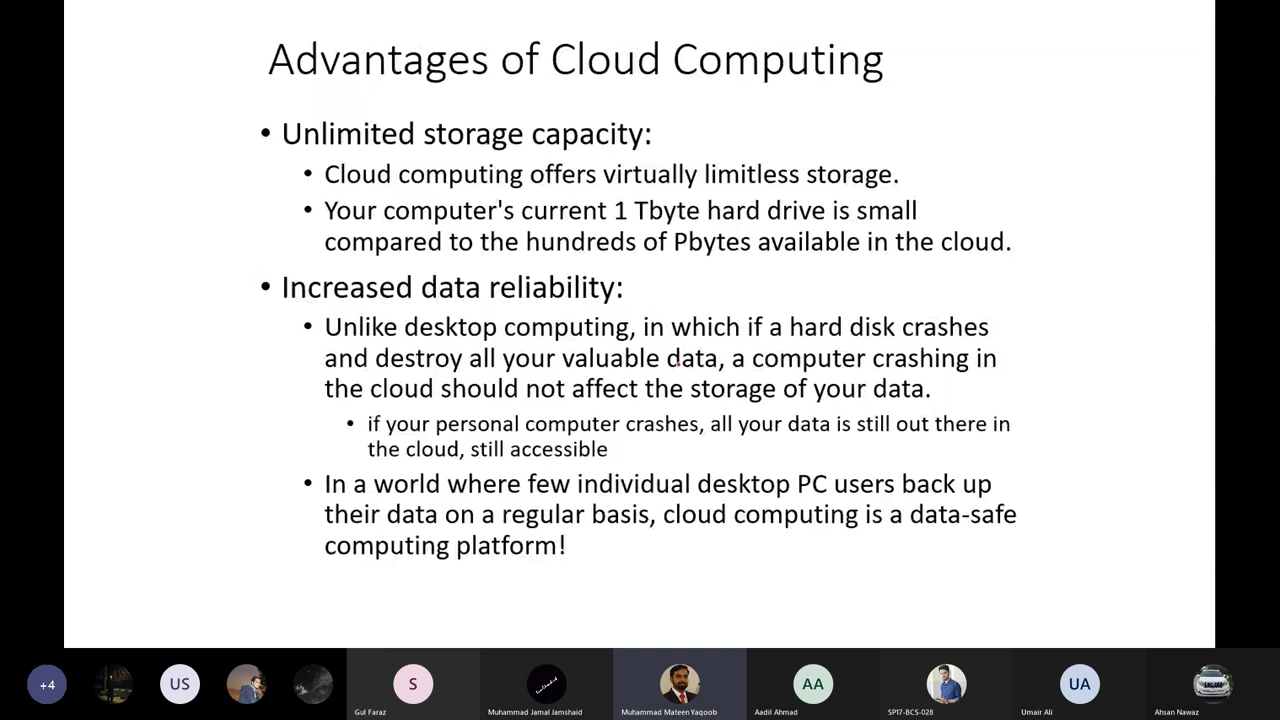 Advantages of Cloud Computing
• Unlimited storage capacity:
• Cloud computing offers virtually limitless storage.
• Your computer's current 1 Tbyte hard drive is small
compared to the hundreds of Pbytes available in the cloud.
• Increased data reliability:
• Unlike desktop computing, in which if a hard disk crashes
and destroy all your valuable data, a computer crashing in
the cloud should not affect the storage of your data.
• if your personal computer crashes, all your data is still out there in
the cloud, still accessible
• In a world where few individual desktop PC users back up
their data on a regular basis, cloud computing is a data-safe
computing platform!
+4
US
S
AA
UA
Gul Faraz
Muhammad Jamal Jamshaid
Muhammad Mateen Yaqoob
Aadil Ahmad
SP17-BCS-028
Umair Ali
Ahsan Nawaz